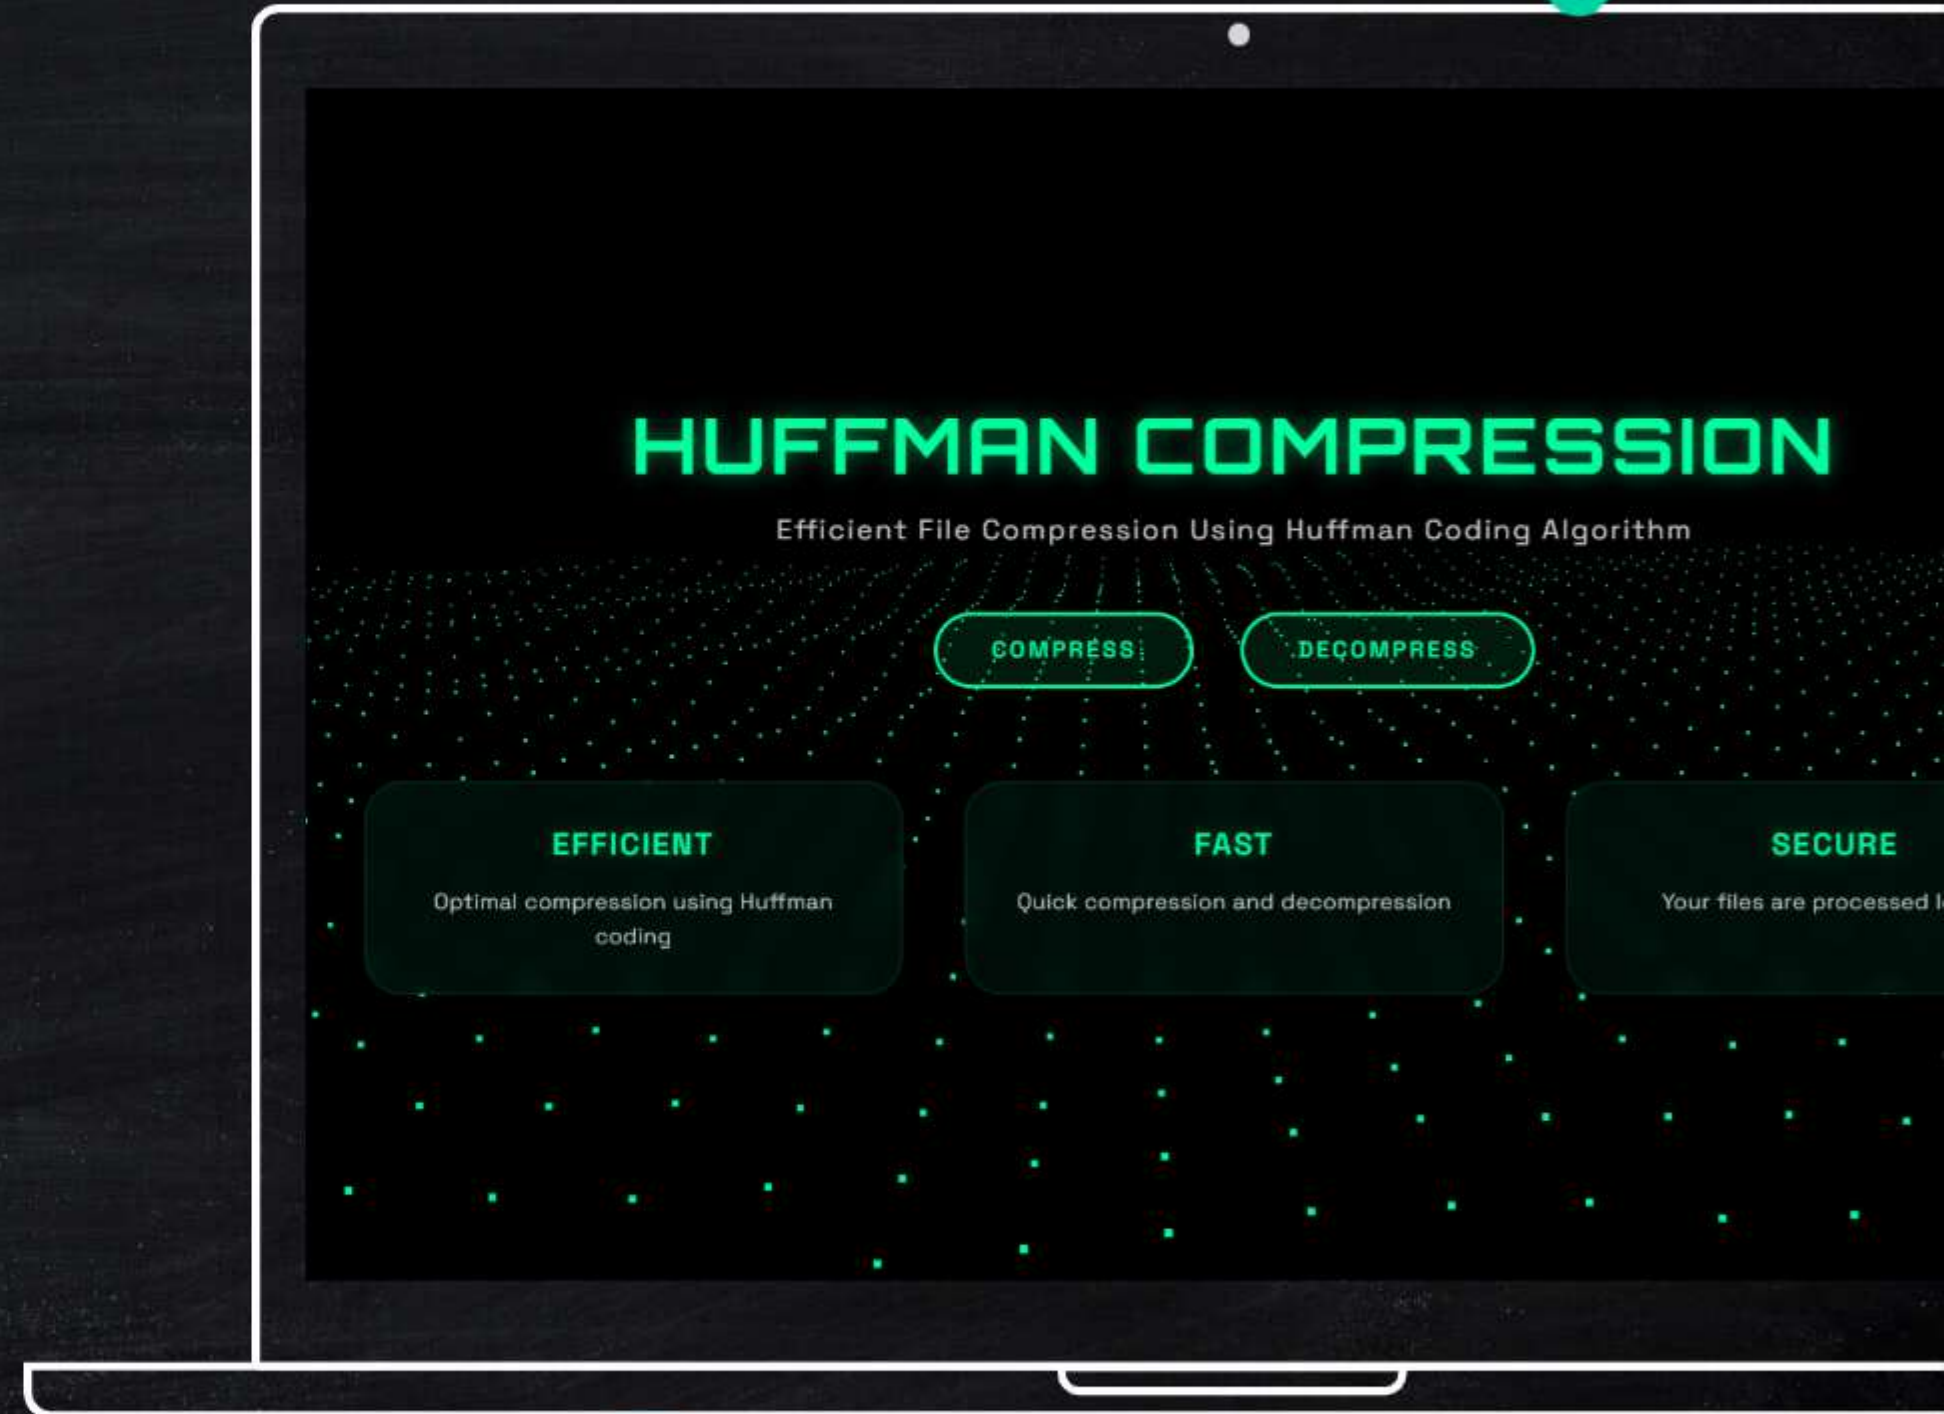 HUFFMAN COMPRESSION
Efficient File Compression Using Huffman Coding Algorithm
COMPRESS
DECOMPRESS
EFFICIENT
Optimal compression using Huffman
coding
FAST
Quick compression and decompression
SECURE
Your files are processed